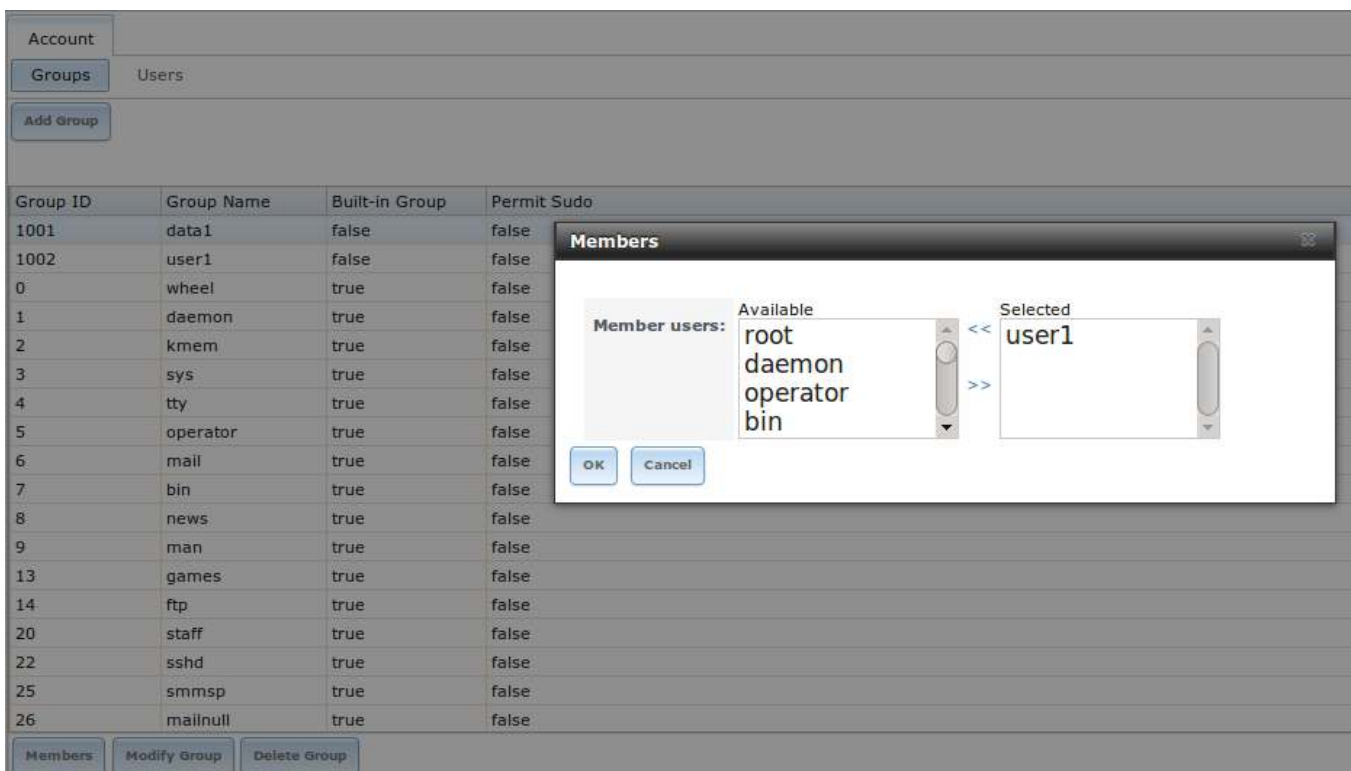 Account
Groups Users
Add Group
Group ID Group Name Built-in Group Permit Sudo
1001 data1 false false
1002 user1 false false
0 wheel true false
1 daemon true false
2 kmem true false
3 sys true false
4 tty true false
5 operator true false
6 mail true false
7 bin true false
8 news true false
9 man true false
13 games true false
14 ftp true false
20 staff true false
22 sshd true false
25 smmsp true false
26 mailnull true false
Members Modify Group Delete Group
Members
Available Selected
Member users:
root
daemon
operator
bin
<<
>>
user1
OK Cancel